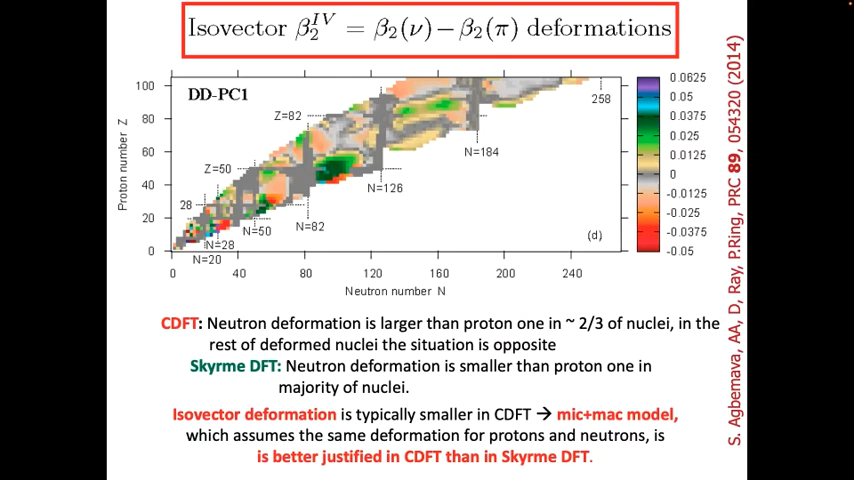 Isovector β₂^{IV} = β₂(ν) − β₂(π) deformations
DD-PC1
Proton number Z
100
80
60
40
20
0
Z=82
Z=50
28
N=20
N=28
N=50
N=82
N=126
N=184
258
(d)
0 40 80 120 160 200 240
Neutron number N
0.0625
0.05
0.0375
0.025
0.0125
0
-0.0125
-0.025
-0.0375
-0.05
S. Agbemava, AA, D, Ray, P.Ring, PRC 89, 054320 (2014)
CDFT: Neutron deformation is larger than proton one in ~ 2/3 of nuclei, in the
rest of deformed nuclei the situation is opposite
Skyrme DFT: Neutron deformation is smaller than proton one in
majority of nuclei.
Isovector deformation is typically smaller in CDFT → mic+mac model,
which assumes the same deformation for protons and neutrons, is
is better justified in CDFT than in Skyrme DFT.